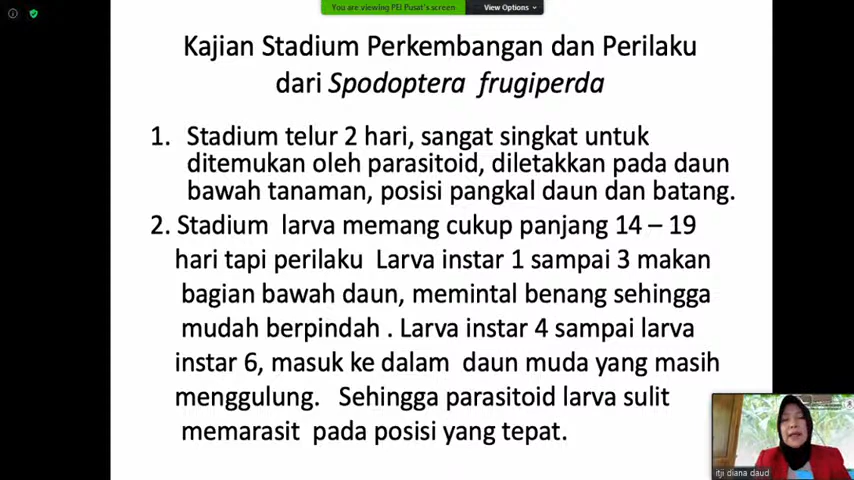 You are viewing PEI Pusat's screen
View Options
Kajian Stadium Perkembangan dan Perilaku
dari Spodoptera frugiperda
1. Stadium telur 2 hari, sangat singkat untuk
ditemukan oleh parasitoid, diletakkan pada daun
bawah tanaman, posisi pangkal daun dan batang.
2. Stadium larva memang cukup panjang 14 – 19
hari tapi perilaku Larva instar 1 sampai 3 makan
bagian bawah daun, memintal benang sehingga
mudah berpindah . Larva instar 4 sampai larva
instar 6, masuk ke dalam daun muda yang masih
menggulung. Sehingga parasitoid larva sulit
memarasit pada posisi yang tepat.
itji diana daud